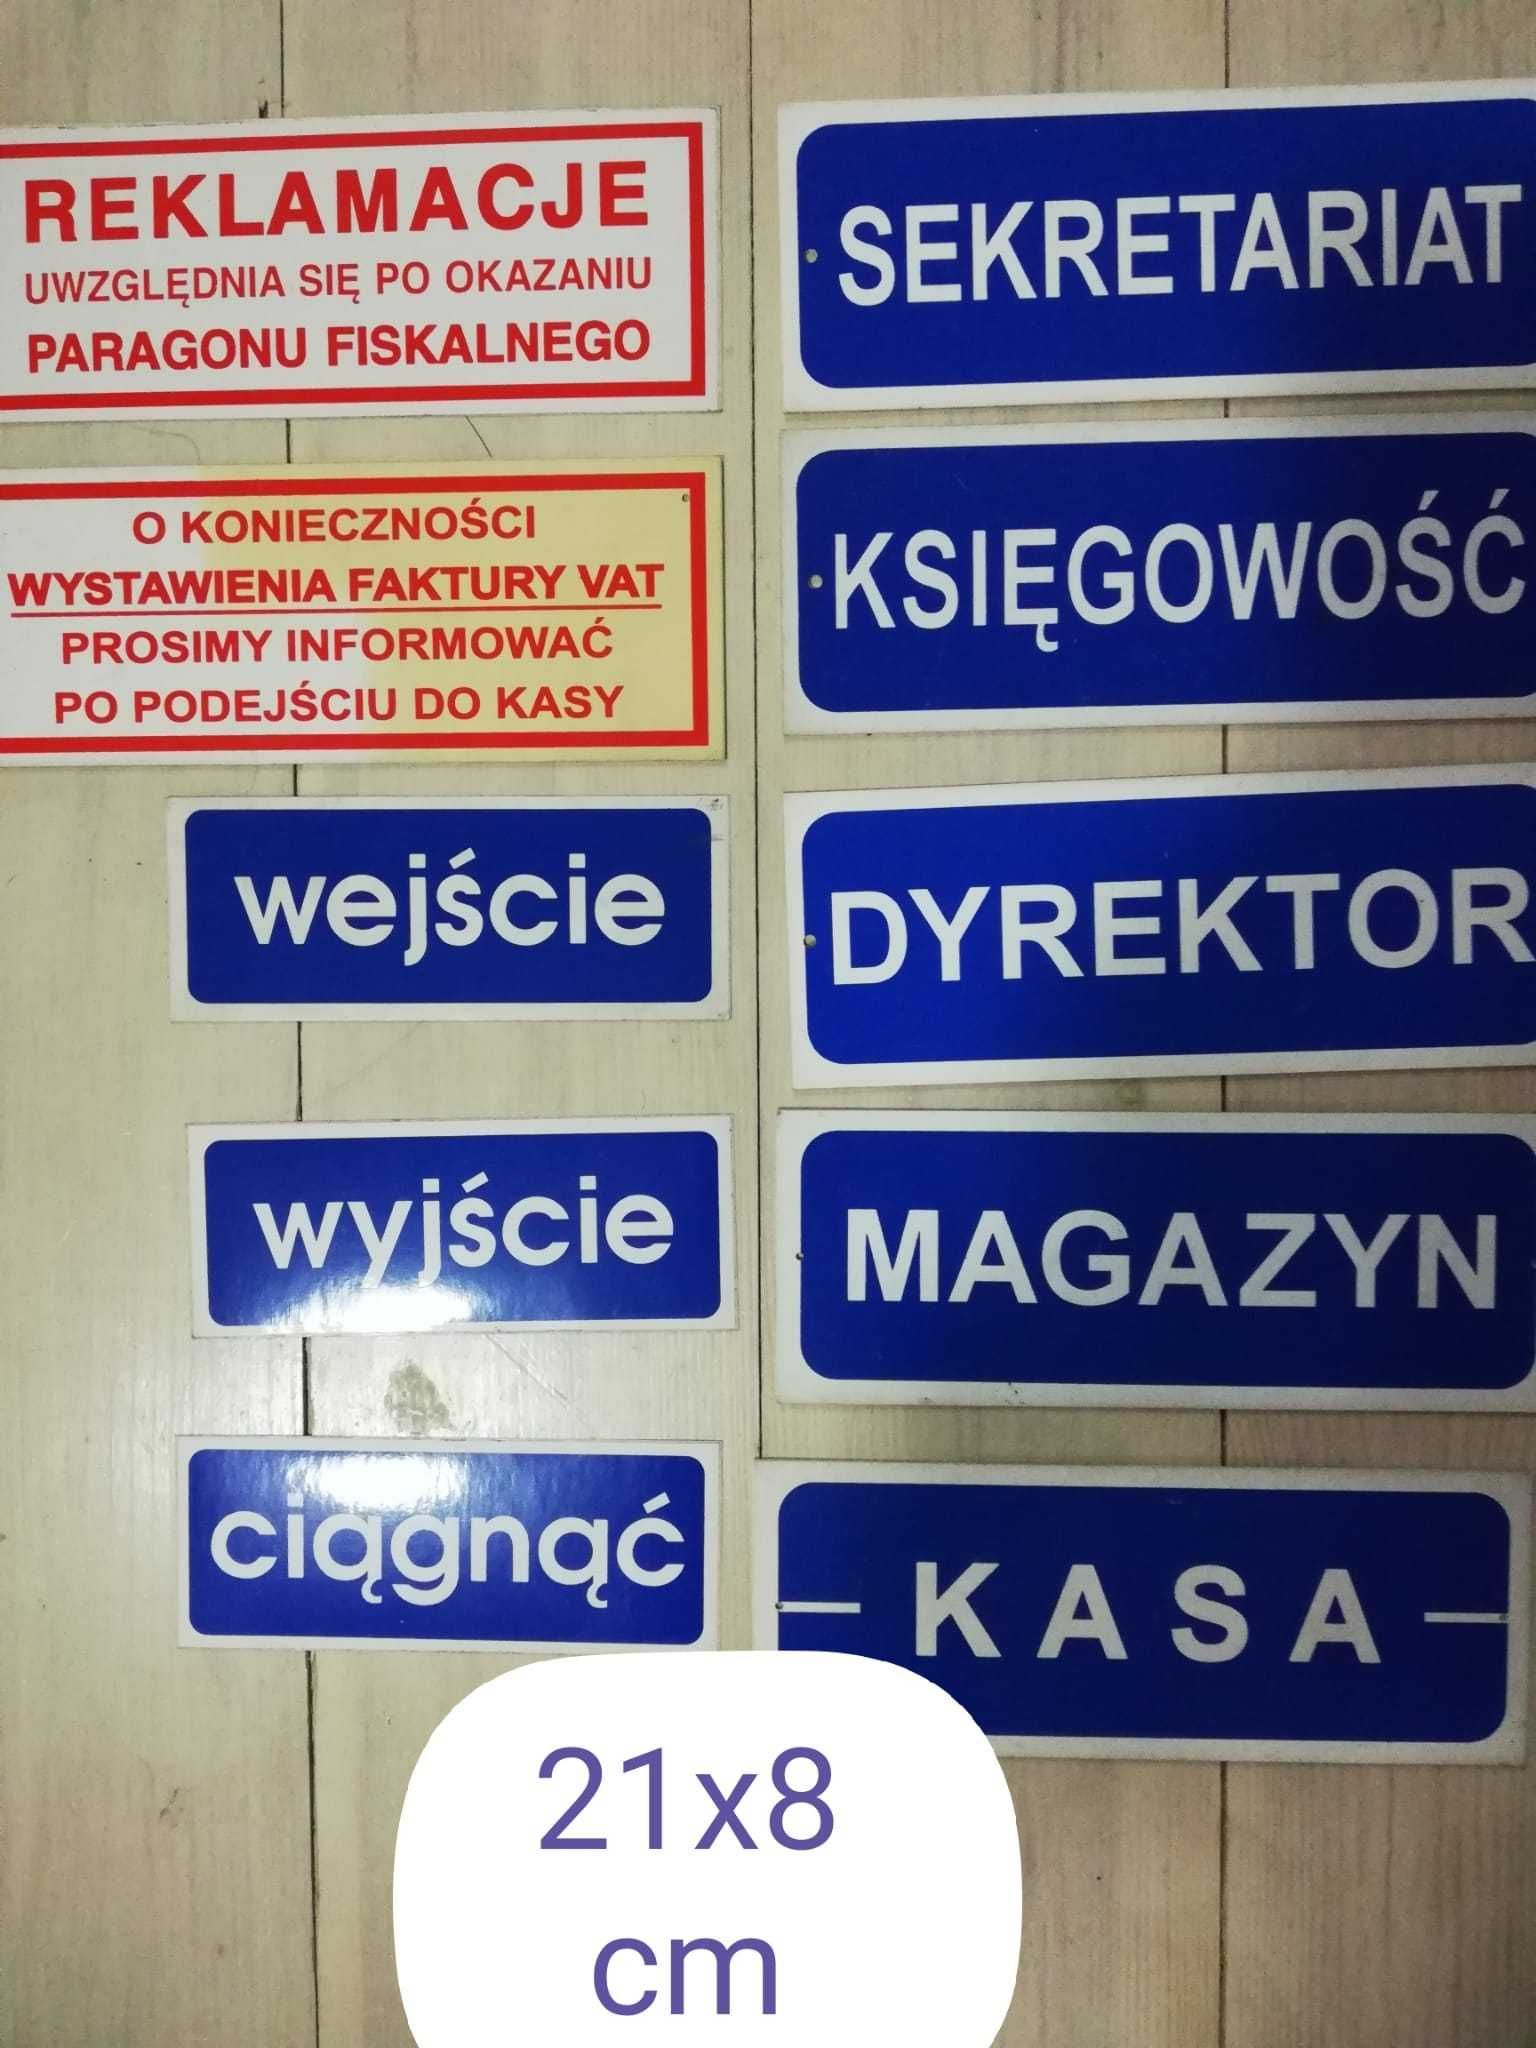 REKLAMACJE
UWZGLĘDNIA SIĘ PO OKAZANIU
PARAGONU FISKALNEGO
O KONIECZNOŚCI
WYSTAWIENIA FAKTURY VAT
PROSIMY INFORMOWAĆ
PO PODEJŚCIU DO KASY
wejście
wyjście
ciągnąć
SEKRETARIAT
KSIĘGOWOŚĆ
DYREKTOR
MAGAZYN
— KASA —
21x8
cm